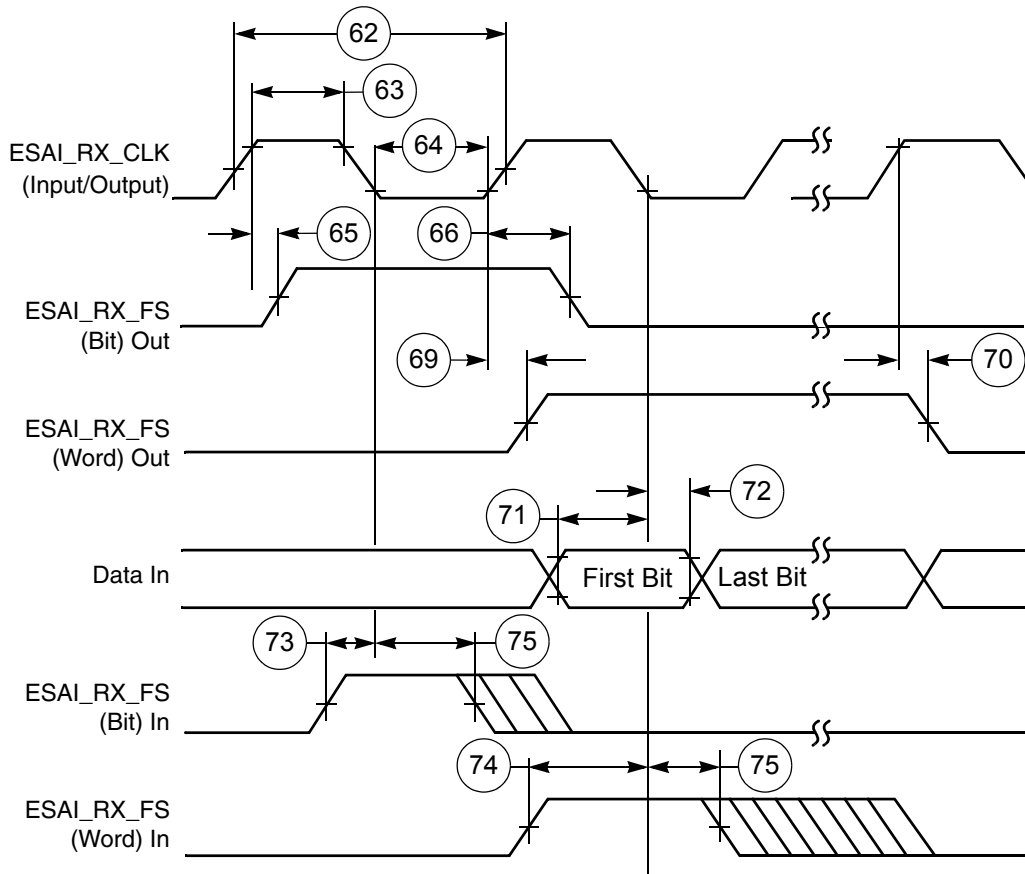 62
63
ESAI_RX_CLK
(Input/Output)
64
65
66
ESAI_RX_FS
(Bit) Out
69
70
ESAI_RX_FS
(Word) Out
71
72
Data In
First Bit
Last Bit
73
75
ESAI_RX_FS
(Bit) In
74
75
ESAI_RX_FS
(Word) In